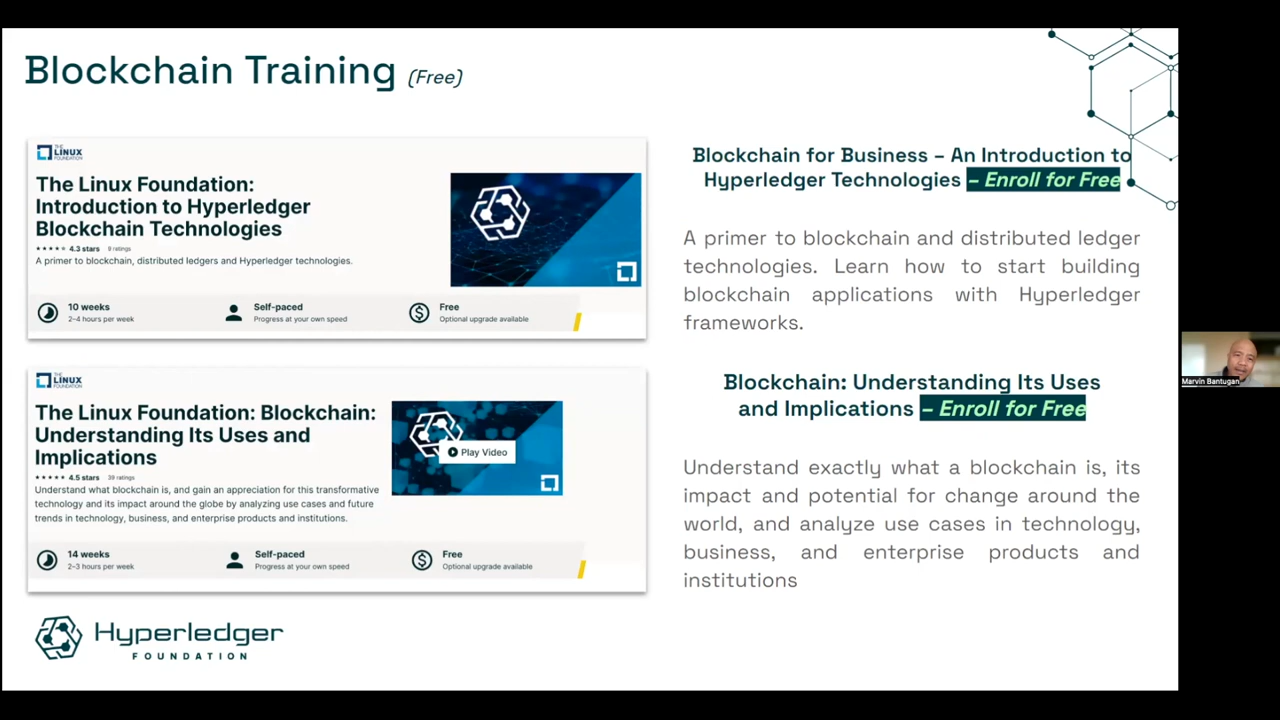 Blockchain Training (Free)
THE
LINUX
FOUNDATION
The Linux Foundation:
Introduction to Hyperledger
Blockchain Technologies
4.3 stars 9 ratings
A primer to blockchain, distributed ledgers and Hyperledger technologies.
10 weeks
2–4 hours per week
Self-paced
Progress at your own speed
Free
Optional upgrade available
Blockchain for Business – An Introduction to
Hyperledger Technologies – Enroll for Free
A primer to blockchain and distributed ledger
technologies. Learn how to start building
blockchain applications with Hyperledger
frameworks.
THE
LINUX
FOUNDATION
The Linux Foundation: Blockchain:
Understanding Its Uses and
Implications
4.5 stars 39 ratings
Understand what blockchain is, and gain an appreciation for this transformative
technology and its impact around the globe by analyzing use cases and future
trends in technology, business, and enterprise products and institutions.
Play Video
14 weeks
2–3 hours per week
Self-paced
Progress at your own speed
Free
Optional upgrade available
Blockchain: Understanding Its Uses
and Implications – Enroll for Free
Understand exactly what a blockchain is, its
impact and potential for change around the
world, and analyze use cases in technology,
business, and enterprise products and
institutions
Hyperledger
FOUNDATION
Marvin Bantugan